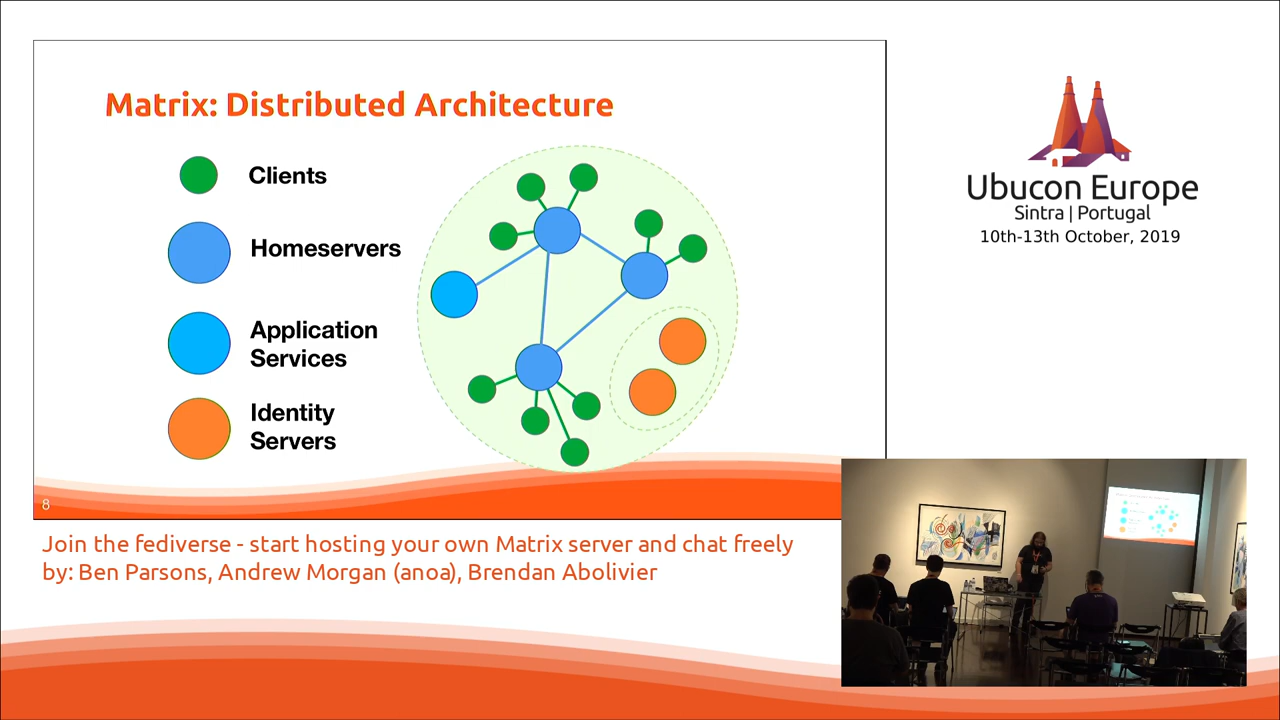 Matrix: Distributed Architecture
Clients
Homeservers
Application
Services
Identity
Servers
8
Ubucon Europe
Sintra | Portugal
10th-13th October, 2019
Join the fediverse - start hosting your own Matrix server and chat freely
by: Ben Parsons, Andrew Morgan (anoa), Brendan Abolivier